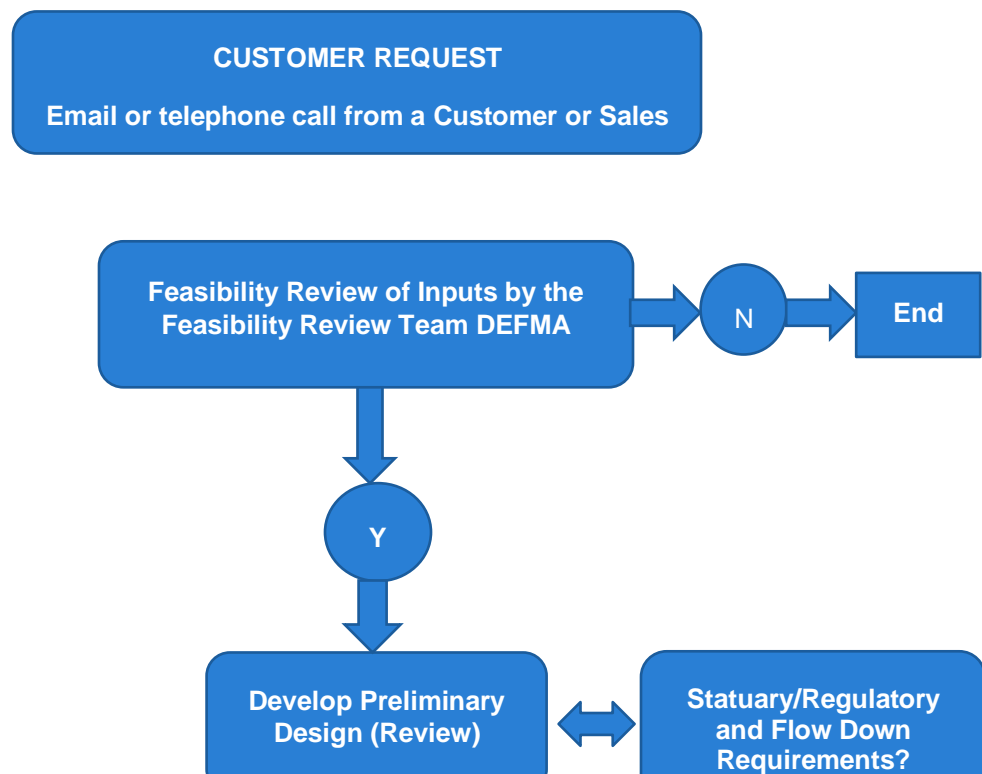 CUSTOMER REQUEST
Email or telephone call from a Customer or Sales
Feasibility Review of Inputs by the
Feasibility Review Team DEFMA
N
End
Y
Develop Preliminary
Design (Review)
Statuary/Regulatory
and Flow Down
Requirements?